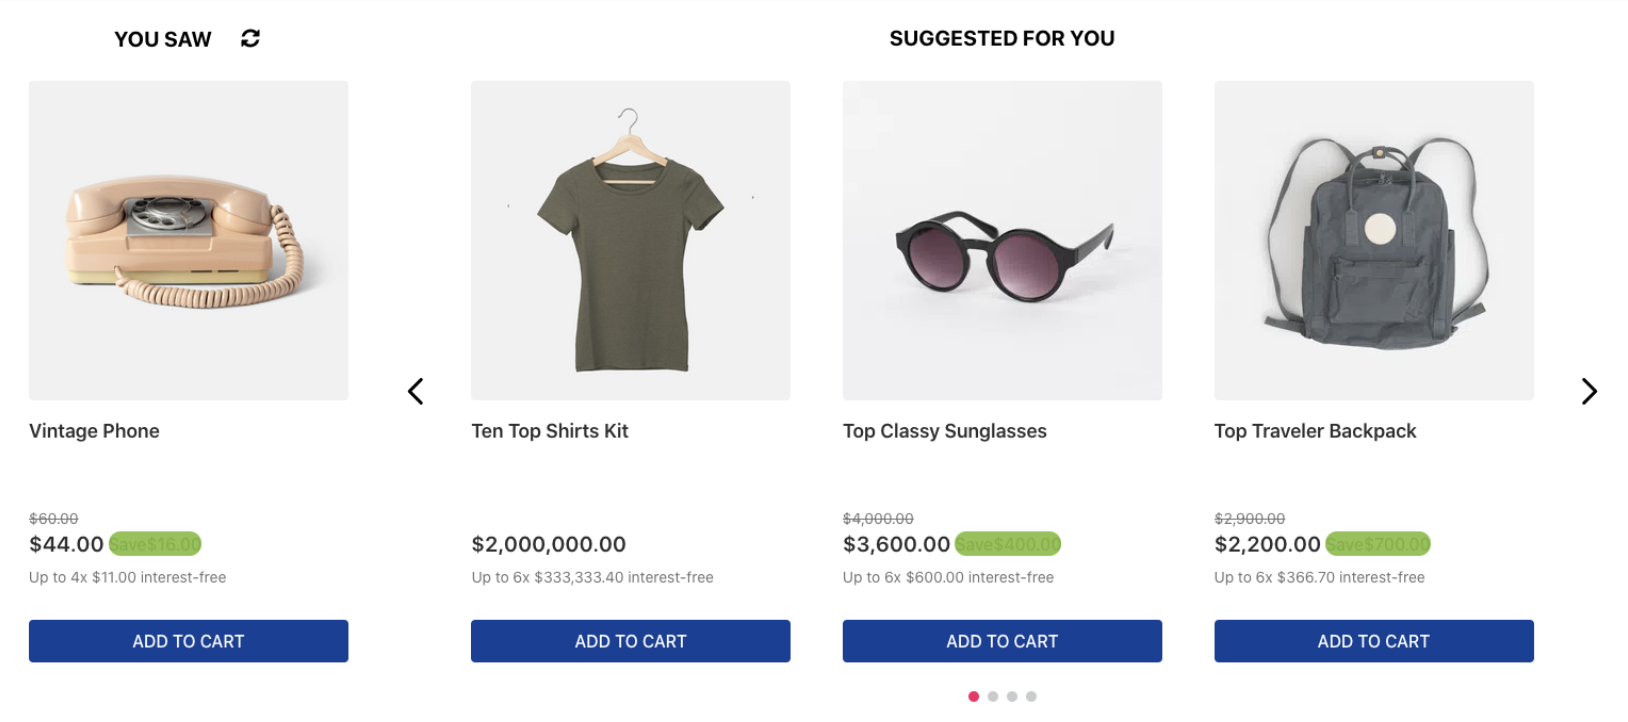 YOU SAW
SUGGESTED FOR YOU
Vintage Phone
$60.00
$44.00 Save$16.00
Up to 4x $11.00 interest-free
ADD TO CART
Ten Top Shirts Kit
$2,000,000.00
Up to 6x $333,333.40 interest-free
ADD TO CART
Top Classy Sunglasses
$4,000.00
$3,600.00 Save$400.00
Up to 6x $600.00 interest-free
ADD TO CART
Top Traveler Backpack
$2,900.00
$2,200.00 Save$700.00
Up to 6x $366.70 interest-free
ADD TO CART